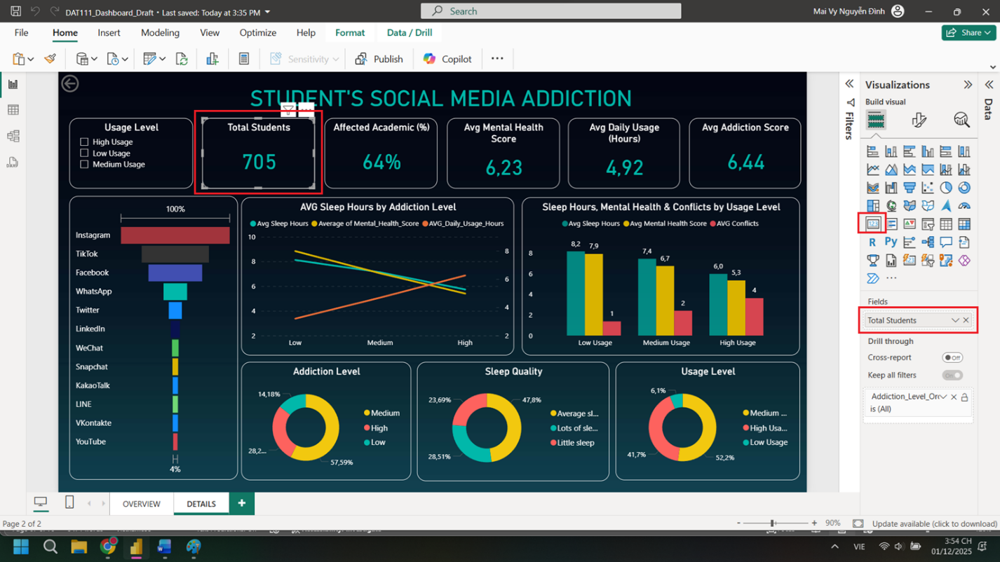 DAT111_Dashboard_Draft • Last saved: Today at 3:35 PM
Search
Mai Vy Nguyễn Đình
File Home Insert Modeling View Optimize Help Format Data / Drill
Share
Sensitivity
Publish
Copilot
STUDENT'S SOCIAL MEDIA ADDICTION
Usage Level
High Usage
Low Usage
Medium Usage
Total Students
705
Affected Academic (%)
64%
Avg Mental Health
Score
6,23
Avg Daily Usage
(Hours)
4,92
Avg Addiction Score
6,44
100%
Instagram
TikTok
Facebook
WhatsApp
Twitter
LinkedIn
WeChat
Snapchat
KakaoTalk
LINE
VKontakte
YouTube
4%
AVG Sleep Hours by Addiction Level
Avg Sleep Hours Average of Mental_Health_Score AVG_Daily_Usage_Hours
10
8
6
4
2
8
6
4
2
Low Medium High
Sleep Hours, Mental Health & Conflicts by Usage Level
Avg Sleep Hours Avg Mental Health Score AVG Conflicts
8
6
4
2
0
8,2 7,9 1
7,4 6,7 2
6,0 5,3 4
Low Usage Medium Usage High Usage
Addiction Level
14,18%
28,2...
57,59%
Medium
High
Low
Sleep Quality
23,69%
47,8%
28,51%
Average sl...
Lots of sle...
Little sleep
Usage Level
6,1%
41,7%
52,2%
Medium ...
High Usa...
Low Usage
Filters
Visualizations
Build visual
123
R Py
Fields
Total Students
Drill through
Cross-report
Off
Keep all filters
On
Addiction_Level_Ord
is (All)
Data
OVERVIEW
DETAILS
Page 2 of 2
90%
Update available (click to download)
VIE
3:54 CH
01/12/2025